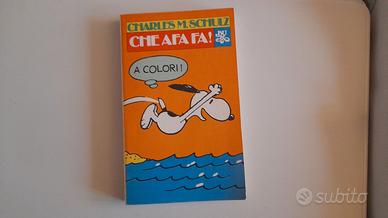 CHARLES M. SCHULZ
CHE AFA FA!
A COLORI!
subito